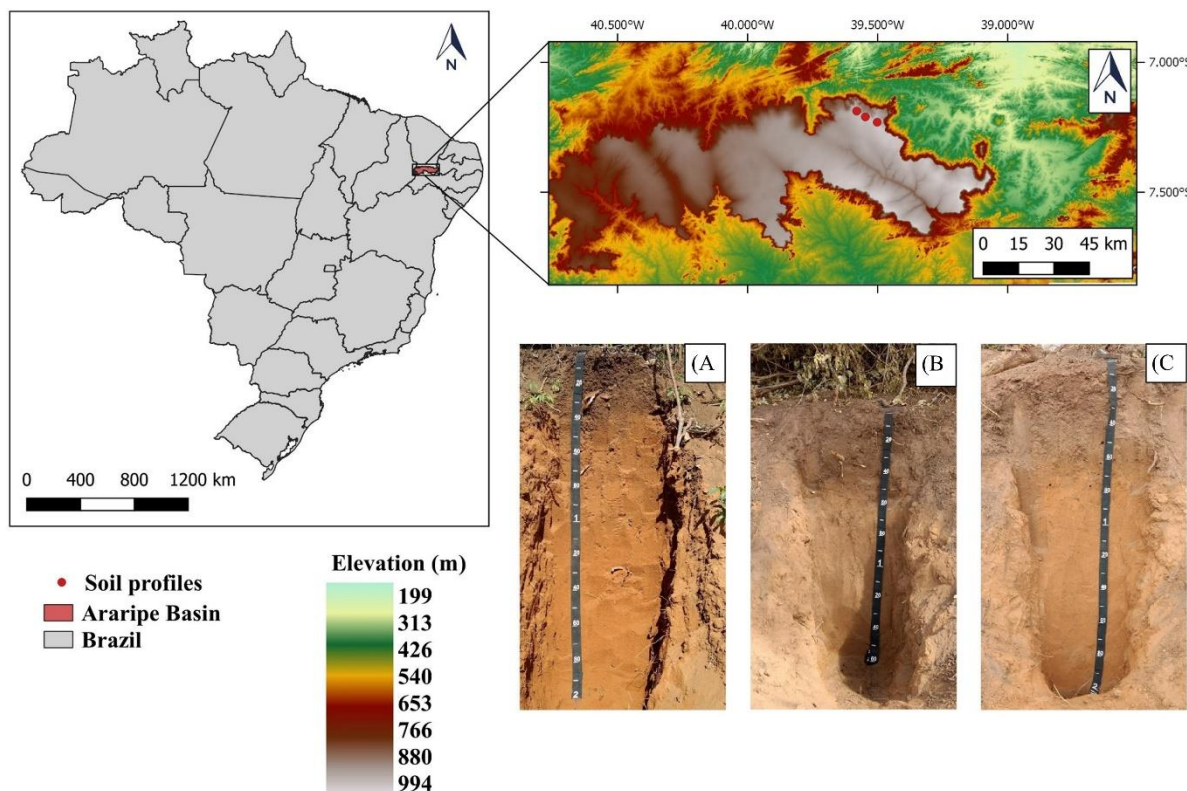 N
0 400 800 1200 km
40.500°W 40.000°W 39.500°W 39.000°W
7.000°S
7.500°S
N
0 15 30 45 km
Soil profiles
Araripe Basin
Brazil
Elevation (m)
199
313
426
540
653
766
880
994
(A
(B
(C